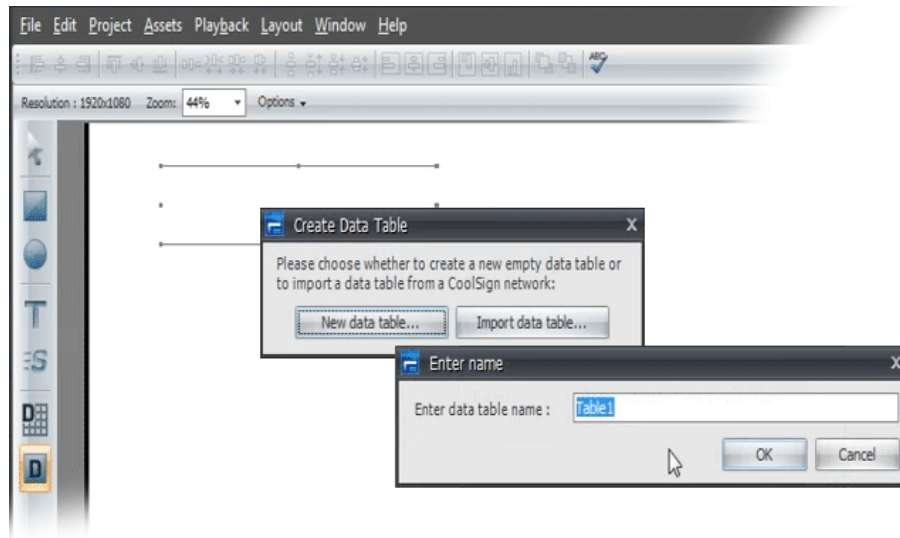 File Edit Project Assets Playback Layout Window Help
ABC
Resolution : 1920x1080 Zoom: 44% Options
Create Data Table X
Please choose whether to create a new empty data table or
to import a data table from a CoolSign network:
New data table... Import data table...
Enter name X
Enter data table name : Table1
OK Cancel
T
S
D
D